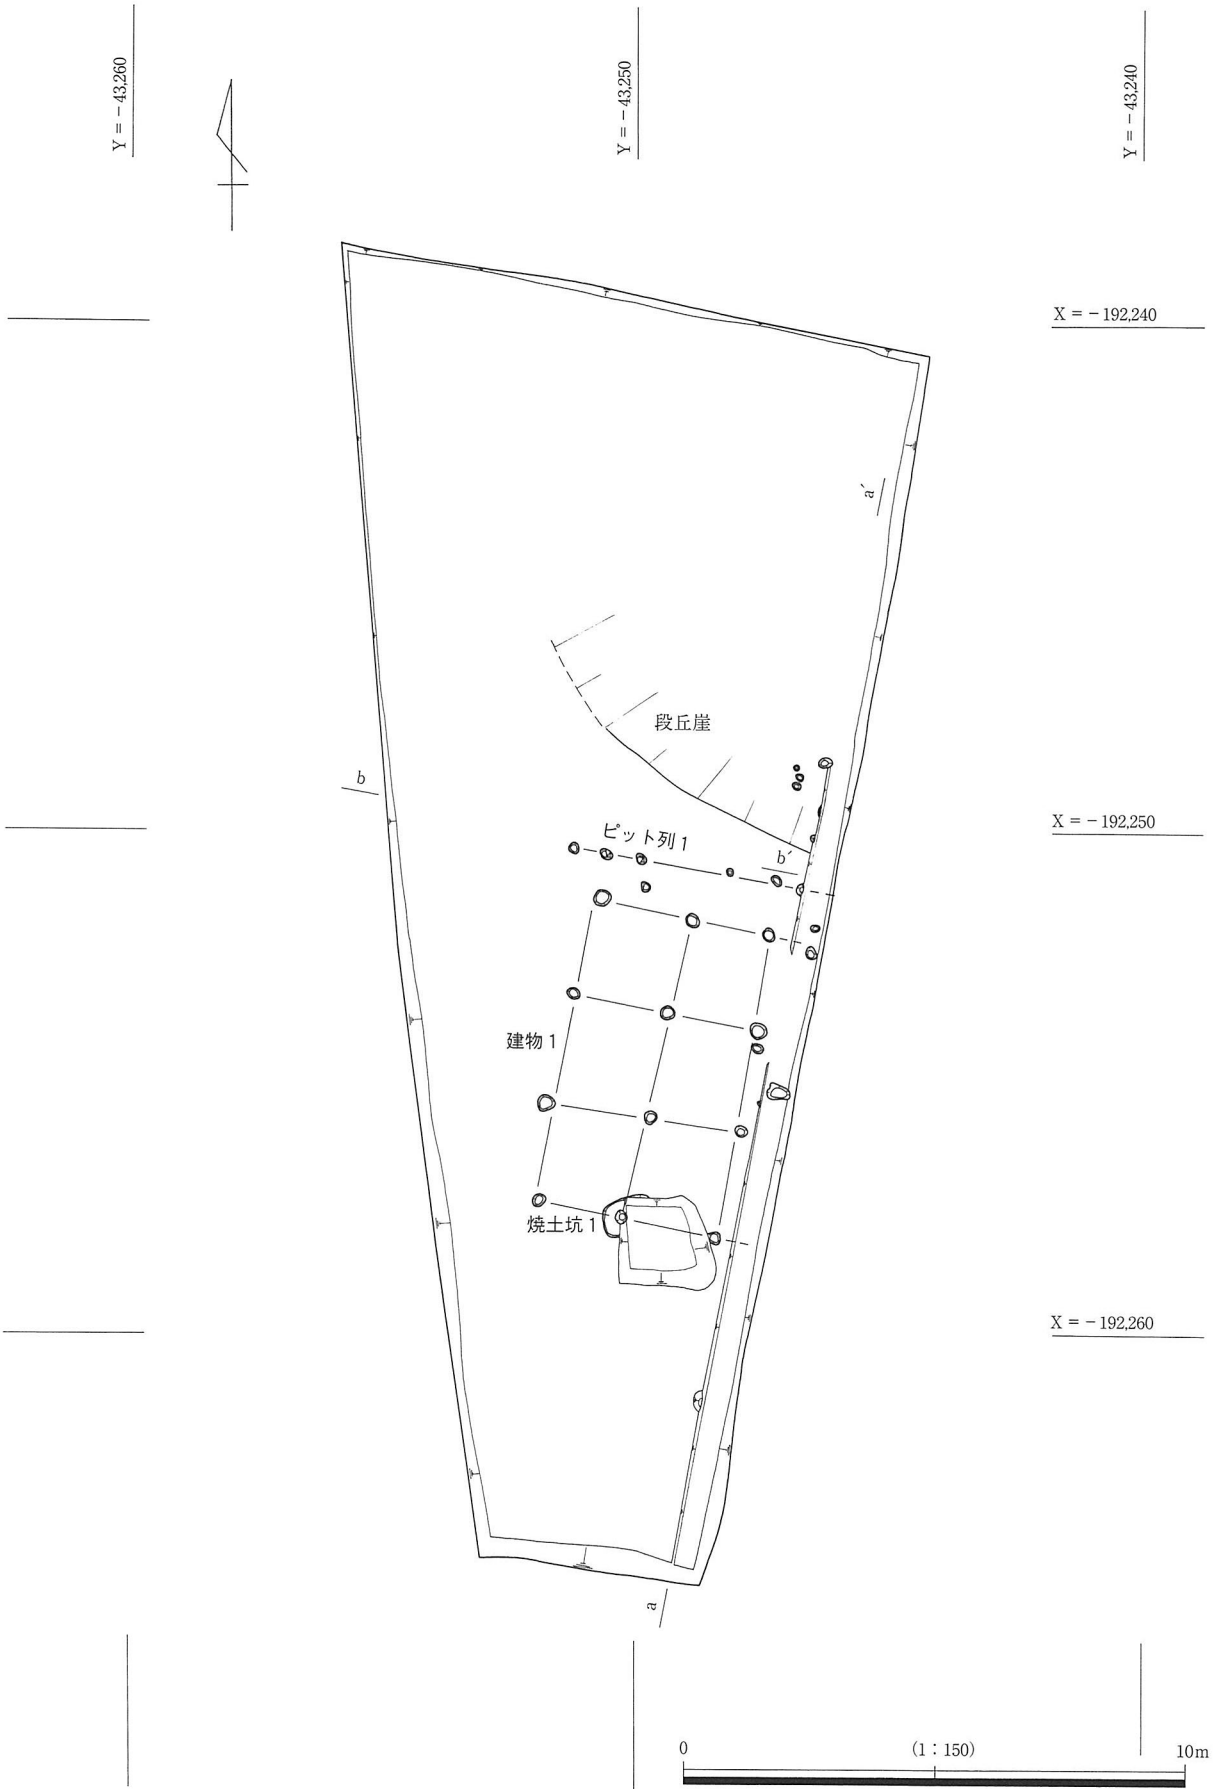 Y = −43,260
Y = −43,250
Y = −43,240
X = −192,240
a´
段丘崖
b
X = −192,250
ピット列 1
b´
建物 1
焼土坑 1
X = −192,260
a
0
(1:150)
10m